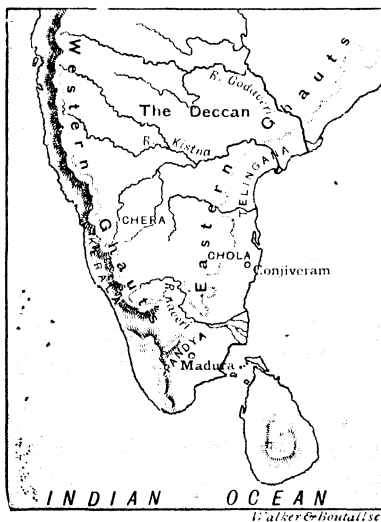 Western Ghauts
Eastern Ghauts
R. Godaveri
The Deccan
R. Kistna
TELINGANA
CHERA
KERALA
CHOLA
Conjiveram
R. Kaveri
PANDYA
Madura
INDIAN OCEAN
Walker & Boutall sc